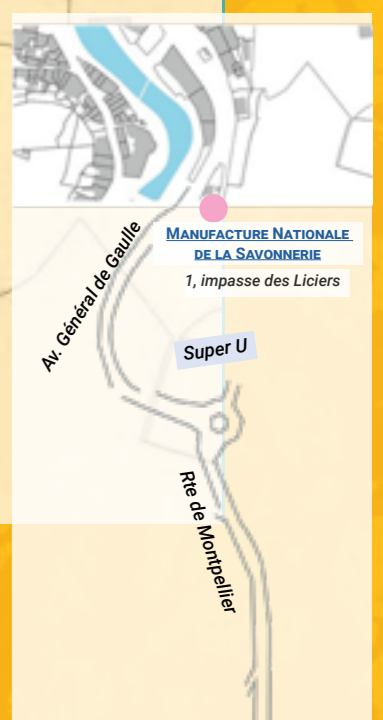 MANUFACTURE NATIONALE
DE LA SAVONNERIE
1, impasse des Liciers
Av. Général de Gaulle
Super U
Rte de Montpellier